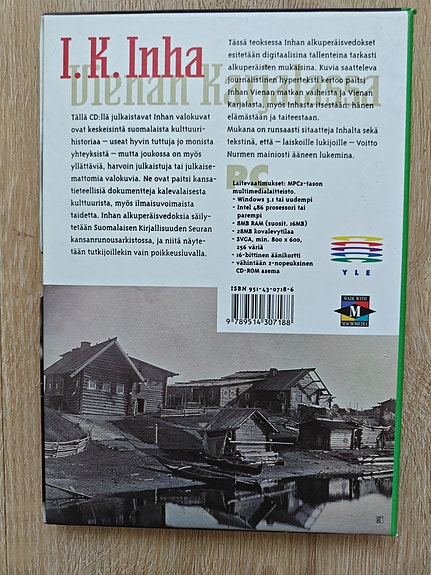 I.K.Inha
Vienan Karjalassa
Tällä CD:llä julkaistavat Inhan valokuvat
ovat keskeisintä suomalaista kulttuuri-
historiaa – useat hyvin tuttuja jo monista
yhteyksistä – mutta joukossa on myös
yllättäviä, harvoin julkaistuja tai julkaise-
mattomia valokuvia. Ne ovat paitsi kansa-
tieteellisiä dokumentteja kalevalaisesta
kulttuurista, myös ilmaisuvoimaista
taidetta. Inhan alkuperäisvedoksia säily-
tetään Suomalaisen Kirjallisuuden Seuran
kansanrunousarkistossa, ja niitä näyte-
tään tutkijoillekin vain poikkeusluvalla.
Tässä teoksessa Inhan alkuperäisvedokset
esitetään digitaalisina tallenteina tarkasti
alkuperäisten mukaisina. Kuvia saatteleva
journalistinen hyperteksti kertoo paitsi
Inhan Vienan matkan vaiheista ja Vienan
Karjalasta, myös Inhasta itsestään: hänen
elämästään ja taiteestaan.
Mukana on runsaasti sitaatteja Inhalta sekä
tekstinä, että – laiskoille lukijoille – Voitto
Nurmen mainiosti ääneen lukemina.
PC
Laitevaatimukset: MPC2-tason
multimedialaitteisto.
- Windows 3.1 tai uudempi
- Intel 486 prosessori tai
parempi
- 8MB RAM (suosit. 16MB)
- 28MB kovalevytilaa
- SVGA, min. 800 x 600,
256 väriä
- 16-bittinen äänikortti
- vähintään 2-nopeuksinen
CD-ROM asema
YLE
ISBN 951-43-0718-6
9 789514 307188
MADE WITH
M
MACROMEDIA